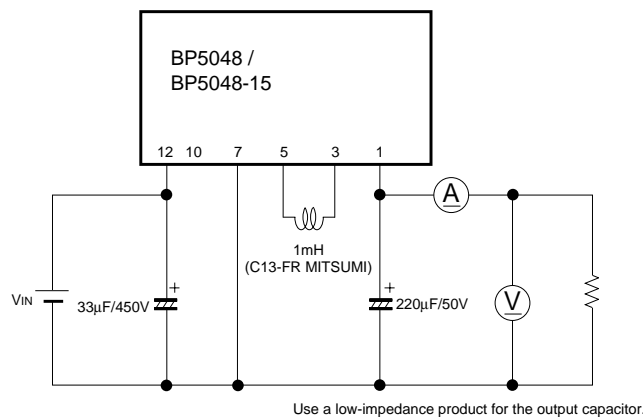 BP5048 /
BP5048-15
12 10 7 5 3 1
A
1mH
(C13-FR MITSUMI)
VIN
33μF/450V
+
220μF/50V
+
V
Use a low-impedance product for the output capacitor.